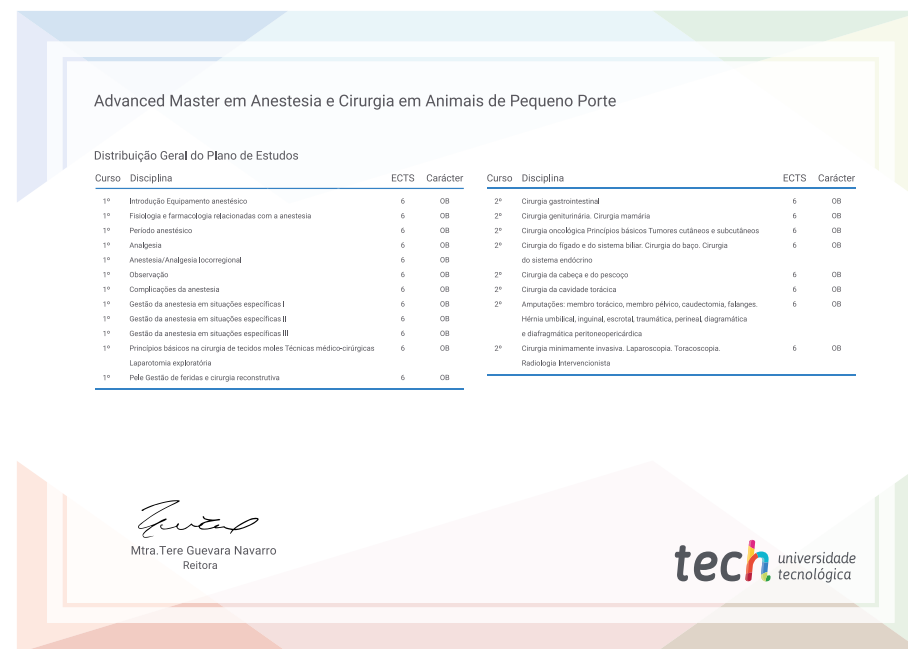 Advanced Master em Anestesia e Cirurgia em Animais de Pequeno Porte
Distribuição Geral do Plano de Estudos
Curso Disciplina ECTS Carácter
1º Introdução Equipamento anestésico 6 OB
1º Fisiologia e farmacologia relacionadas com a anestesia 6 OB
1º Período anestésico 6 OB
1º Analgesia 6 OB
1º Anestesia/Analgesia locorregional 6 OB
1º Observação 6 OB
1º Complicações da anestesia 6 OB
1º Gestão da anestesia em situações específicas I 6 OB
1º Gestão da anestesia em situações específicas II 6 OB
1º Gestão da anestesia em situações específicas III 6 OB
1º Princípios básicos na cirurgia de tecidos moles Técnicas médico-cirúrgicas 6 OB
Laparotomia exploratória
1º Pele Gestão de feridas e cirurgia reconstrutiva 6 OB
Curso Disciplina ECTS Carácter
2º Cirurgia gastrointestinal 6 OB
2º Cirurgia geniturinária. Cirurgia mamária 6 OB
2º Cirurgia oncológica Princípios básicos Tumores cutâneos e subcutâneos 6 OB
2º Cirurgia do fígado e do sistema biliar. Cirurgia do baço. Cirurgia 6 OB
do sistema endócrino
2º Cirurgia da cabeça e do pescoço 6 OB
2º Cirurgia da cavidade torácica 6 OB
2º Amputações: membro torácico, membro pélvico, caudectomia, falanges. 6 OB
Hérnia umbilical, inguinal, escrotal, traumática, perineal, diagramática
e diafragmática peritoneopericárdica
2º Cirurgia minimamente invasiva. Laparoscopia. Toracoscopia. 6 OB
Radiologia Intervencionista
Mtra.Tere Guevara Navarro
Reitora
tech universidade
tecnológica